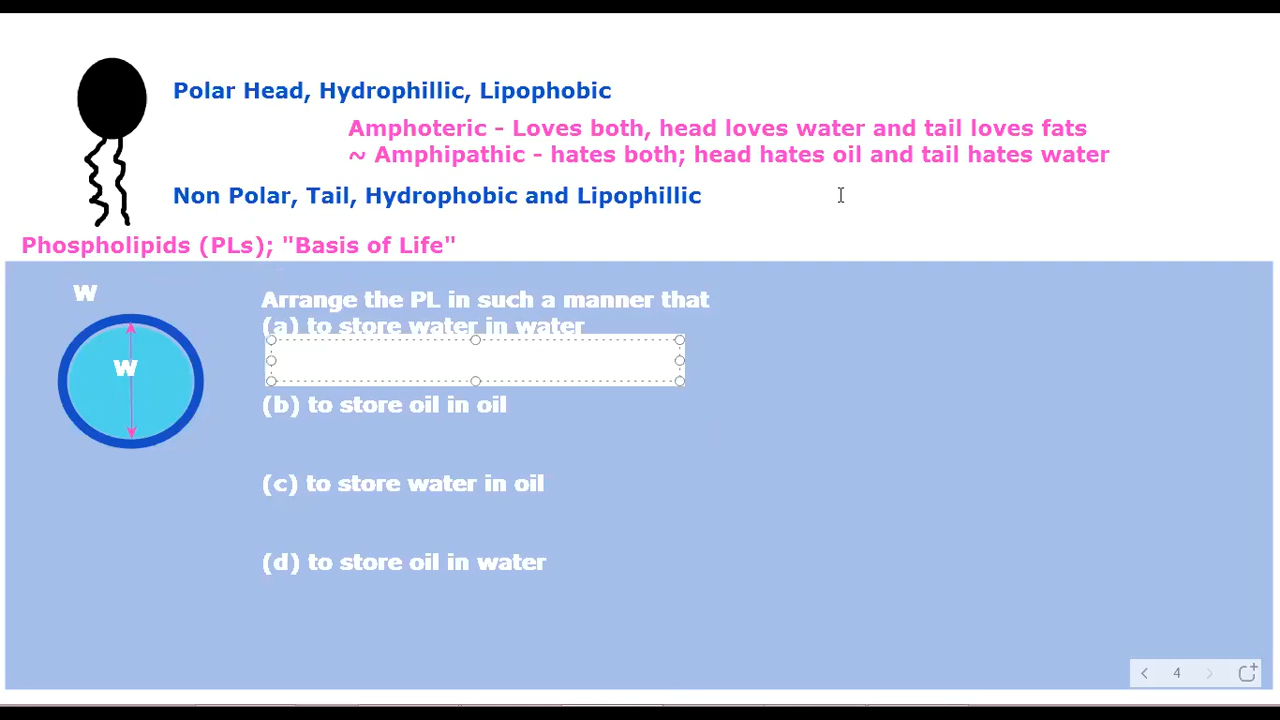 Polar Head, Hydrophillic, Lipophobic
Amphoteric - Loves both, head loves water and tail loves fats
~ Amphipathic - hates both; head hates oil and tail hates water
Non Polar, Tail, Hydrophobic and Lipophillic
Phospholipids (PLs); "Basis of Life"
W
W
Arrange the PL in such a manner that
(a) to store water in water
(b) to store oil in oil
(c) to store water in oil
(d) to store oil in water
4